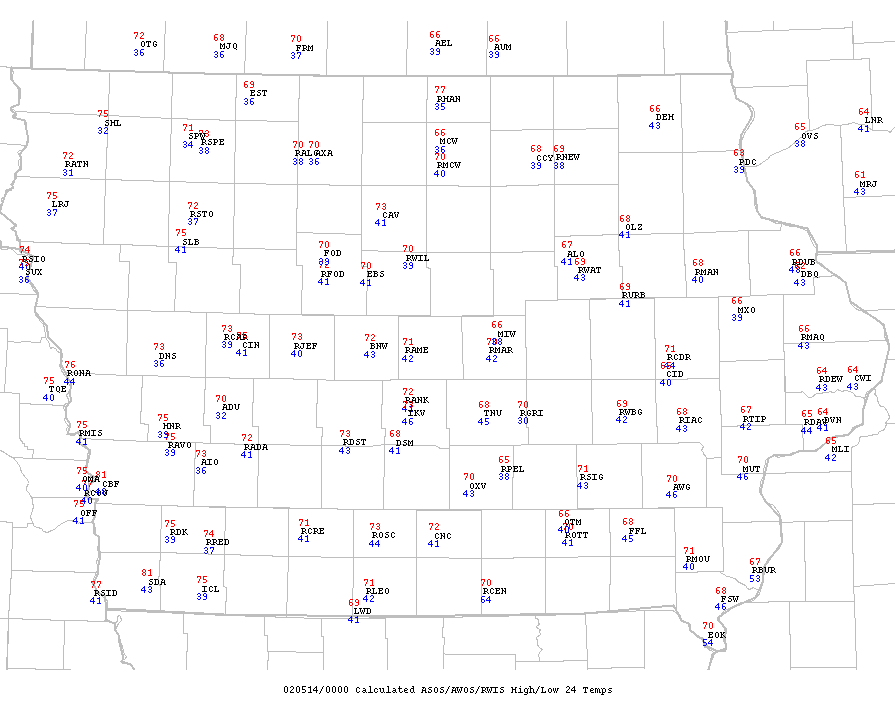 72 OTG 36
68 MJQ 36
70 FRM 37
66 AEL 39
66 AUM 39
69 EST 36
77 RHAN 35
75 SHL 32
66 DEH 43
64 LNR 41
71 SPW 34
RSPE 38
65 OVS 38
70 RALG 38
70 AXA 36
66 MCW 36
70 RMCW 40
68 CCY 39
69 RNEW 38
72 RATN 31
63 PDC 39
61 MRJ 43
75 LRJ 37
72 RSTO 37
73 CAV 41
68 OLZ 41
75 SLB 41
74 RSIO
SUX 36
70 FOD 39
RFOD 41
70 EBS 41
70 RWIL 39
67 ALO 41
69 RWAT 43
68 RMAN 40
66 RDUB
DBQ 43
69 RURB 41
66 MXO 39
73 RCAR 39
CIN 41
73 RJEF 40
72 BNW 43
71 RAME 42
66 MIW 38
RMAR 42
66 RMAQ 43
73 DNS 36
71 RCDR
CID 40
76 RONA 44
75 TQE 40
64 RDEW 43
64 CWI 43
70 ADU 32
72 RANK
IKV 46
68 TNU 45
70 RGRI 30
69 RWBG 42
68 RIAC 43
67 RTIP 42
65 RDAV 44
64 DVN 41
75 HNR 39
75 RMIS 41
75 RAVO 39
72 RADA 41
73 RDST 43
68 DSM 41
65 MLI 42
73 AIO 36
65 RPEL 38
71 RSIG 43
70 MUT 46
75 OMA 40
81 CBF
RCOU 40
70 OXV 43
70 AWG 46
75 OFF 41
75 RDK 39
74 RRED 37
71 RCRE 41
73 ROSC 44
72 CNC 41
66 OTM 40
ROTT 41
68 FFL 45
71 RMOU 40
67 RBUR 53
81 SDA 43
75 ICL 39
77 RSID 41
71 RLEO 42
70 RCEN 64
68 FSW 46
69 LWD 41
70 EOK 54
020514/0000 Calculated ASOS/AWOS/RWIS High/Low 24 Temps